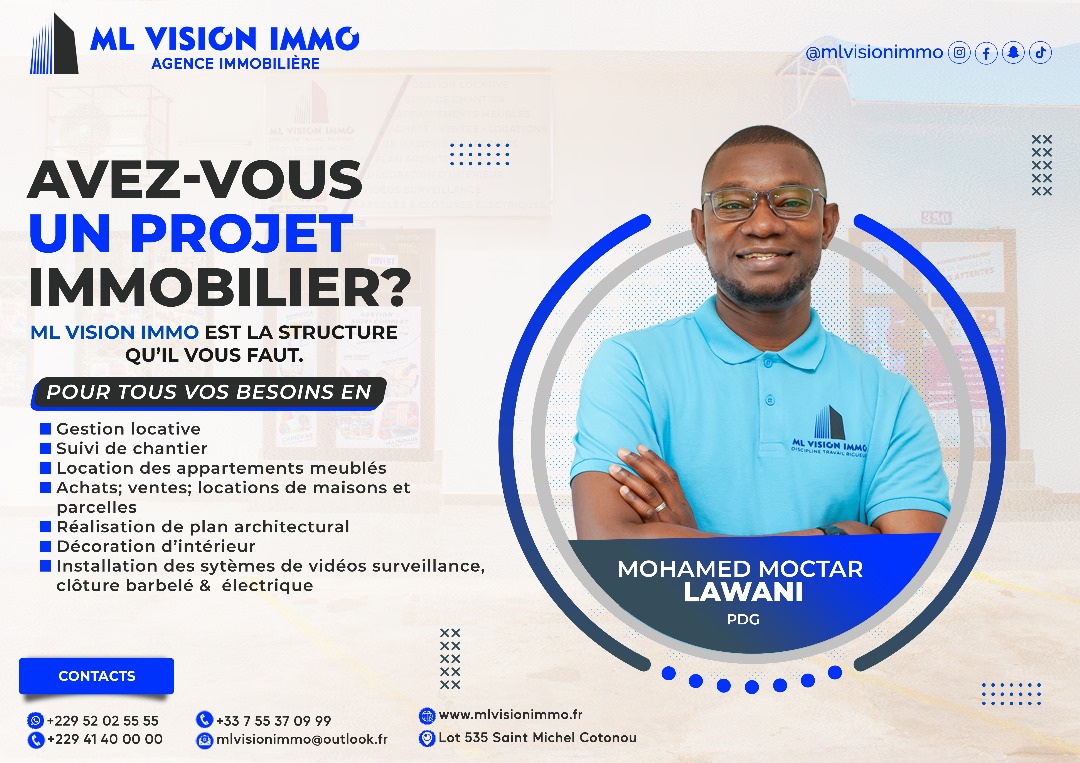 ML VISION IMMO
AGENCE IMMOBILIÈRE
@mlvisionimmo
AVEZ-VOUS
UN PROJET
IMMOBILIER?
ML VISION IMMO EST LA STRUCTURE
QU'IL VOUS FAUT.
POUR TOUS VOS BESOINS EN
Gestion locative
Suivi de chantier
Location des appartements meublés
Achats; ventes; locations de maisons et
parcelles
Réalisation de plan architectural
Décoration d'intérieur
Installation des sytèmes de vidéos surveillance,
clôture barbelé & électrique
ML VISION IMMO
DISCIPLINE TRAVAIL RIGUEUR
MOHAMED MOCTAR
LAWANI
PDG
CONTACTS
+229 52 02 55 55
+229 41 40 00 00
+33 7 55 37 09 99
mlvisionimmo@outlook.fr
www.mlvisionimmo.fr
Lot 535 Saint Michel Cotonou